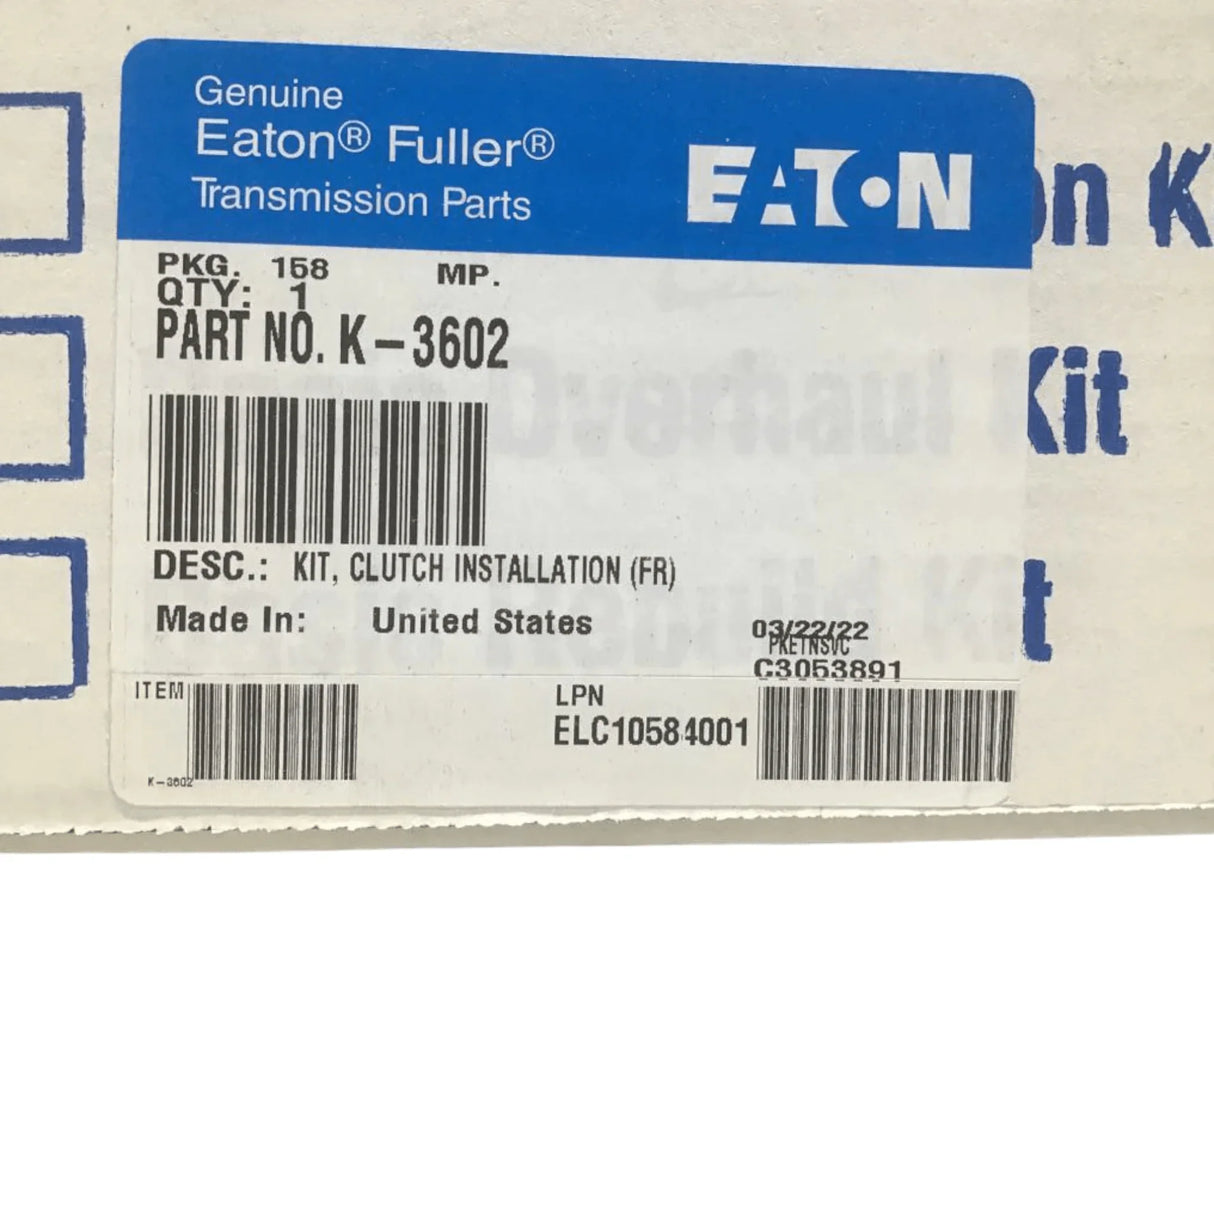 Genuine
Eaton® Fuller®
Transmission Parts
EATON
on K
PKG. 158 MP.
QTY: 1
PART NO. K-3602
Overhaul Kit
DESC.: KIT, CLUTCH INSTALLATION (FR)
Made In: United States
03/22/22
PKETNSVC
C3053891
ITEM
K-3602
LPN
ELC10584001